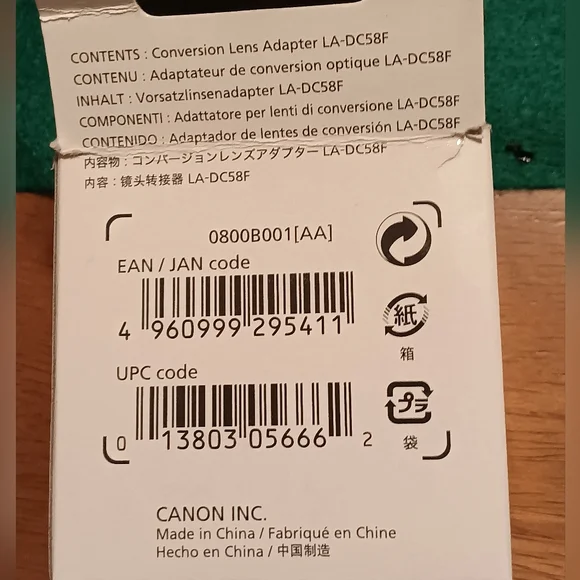 CONTENTS : Conversion Lens Adapter LA-DC58F
CONTENU : Adaptateur de conversion optique LA-DC58F
INHALT : Vorsatzlinsenadapter LA-DC58F
COMPONENTI : Adattatore per lenti di conversione LA-DC58F
CONTENIDO : Adaptador de lentes de conversión LA-DC58F
内容物 : コンバージョンレンズアダプター LA-DC58F
内容 : 镜头转接器 LA-DC58F
0800B001[AA]
EAN / JAN code
4 960999 295411
紙
箱
UPC code
0 13803 05666 2
プラ
袋
CANON INC.
Made in China / Fabriqué en Chine
Hecho en China / 中国制造